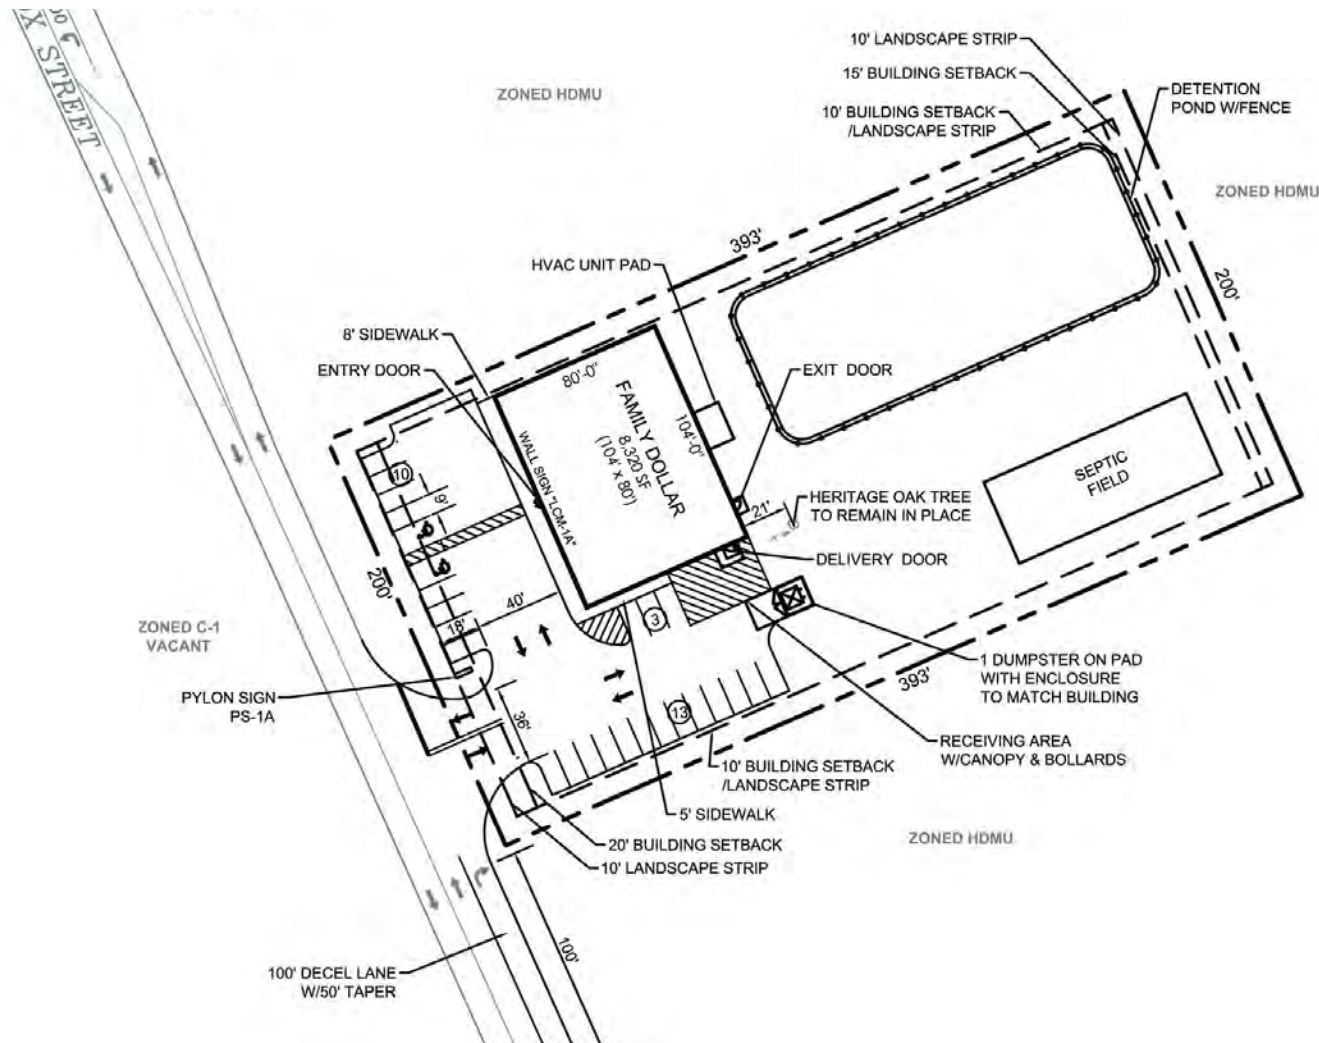 X STREET
ZONED HDMU
10' LANDSCAPE STRIP
15' BUILDING SETBACK
10' BUILDING SETBACK
/LANDSCAPE STRIP
DETENTION
POND W/FENCE
ZONED HDMU
393'
200'
HVAC UNIT PAD
8' SIDEWALK
ENTRY DOOR
80'-0"
104'-0"
FAMILY DOLLAR
8,320 SF
(104' x 80')
WALL SIGN "LCM-1A"
EXIT DOOR
21'
HERITAGE OAK TREE
TO REMAIN IN PLACE
DELIVERY DOOR
SEPTIC
FIELD
10
9'
200'
40'
18'
3
ZONED C-1
VACANT
PYLON SIGN
PS-1A
36'
13
393'
1 DUMPSTER ON PAD
WITH ENCLOSURE
TO MATCH BUILDING
RECEIVING AREA
W/CANOPY & BOLLARDS
10' BUILDING SETBACK
/LANDSCAPE STRIP
5' SIDEWALK
20' BUILDING SETBACK
10' LANDSCAPE STRIP
ZONED HDMU
100' DECEL LANE
W/50' TAPER
100'